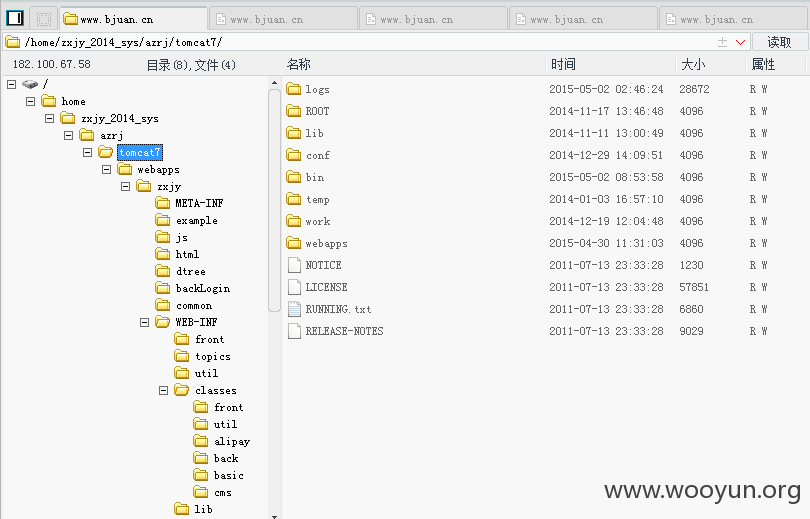 www.bjuan.cn www.bjuan.cn www.bjuan.cn www.bjuan.cn www.bjuan.cn
/home/zxjy_2014_sys/azrj/tomcat7/ 读取
182.100.67.58 目录(8),文件(4) 名称 时间 大小 属性
/
home
zxjy_2014_sys
azrj
tomcat7
webapps
zxjy
META-INF
example
js
html
dtree
backLogin
common
WEB-INF
front
topics
util
classes
front
util
alipay
back
basic
cms
lib
logs 2015-05-02 02:46:24 28672 R W
ROOT 2014-11-17 13:46:48 4096 R W
lib 2014-11-11 13:00:49 4096 R W
conf 2014-12-29 14:09:51 4096 R W
bin 2015-05-02 08:53:58 4096 R W
temp 2014-01-03 16:57:10 4096 R W
work 2014-12-19 12:04:48 4096 R W
webapps 2015-04-30 11:31:03 4096 R W
NOTICE 2011-07-13 23:33:28 1230 R W
LICENSE 2011-07-13 23:33:28 57851 R W
RUNNING.txt 2011-07-13 23:33:28 6860 R W
RELEASE-NOTES 2011-07-13 23:33:28 9029 R W
www.wooyun.org